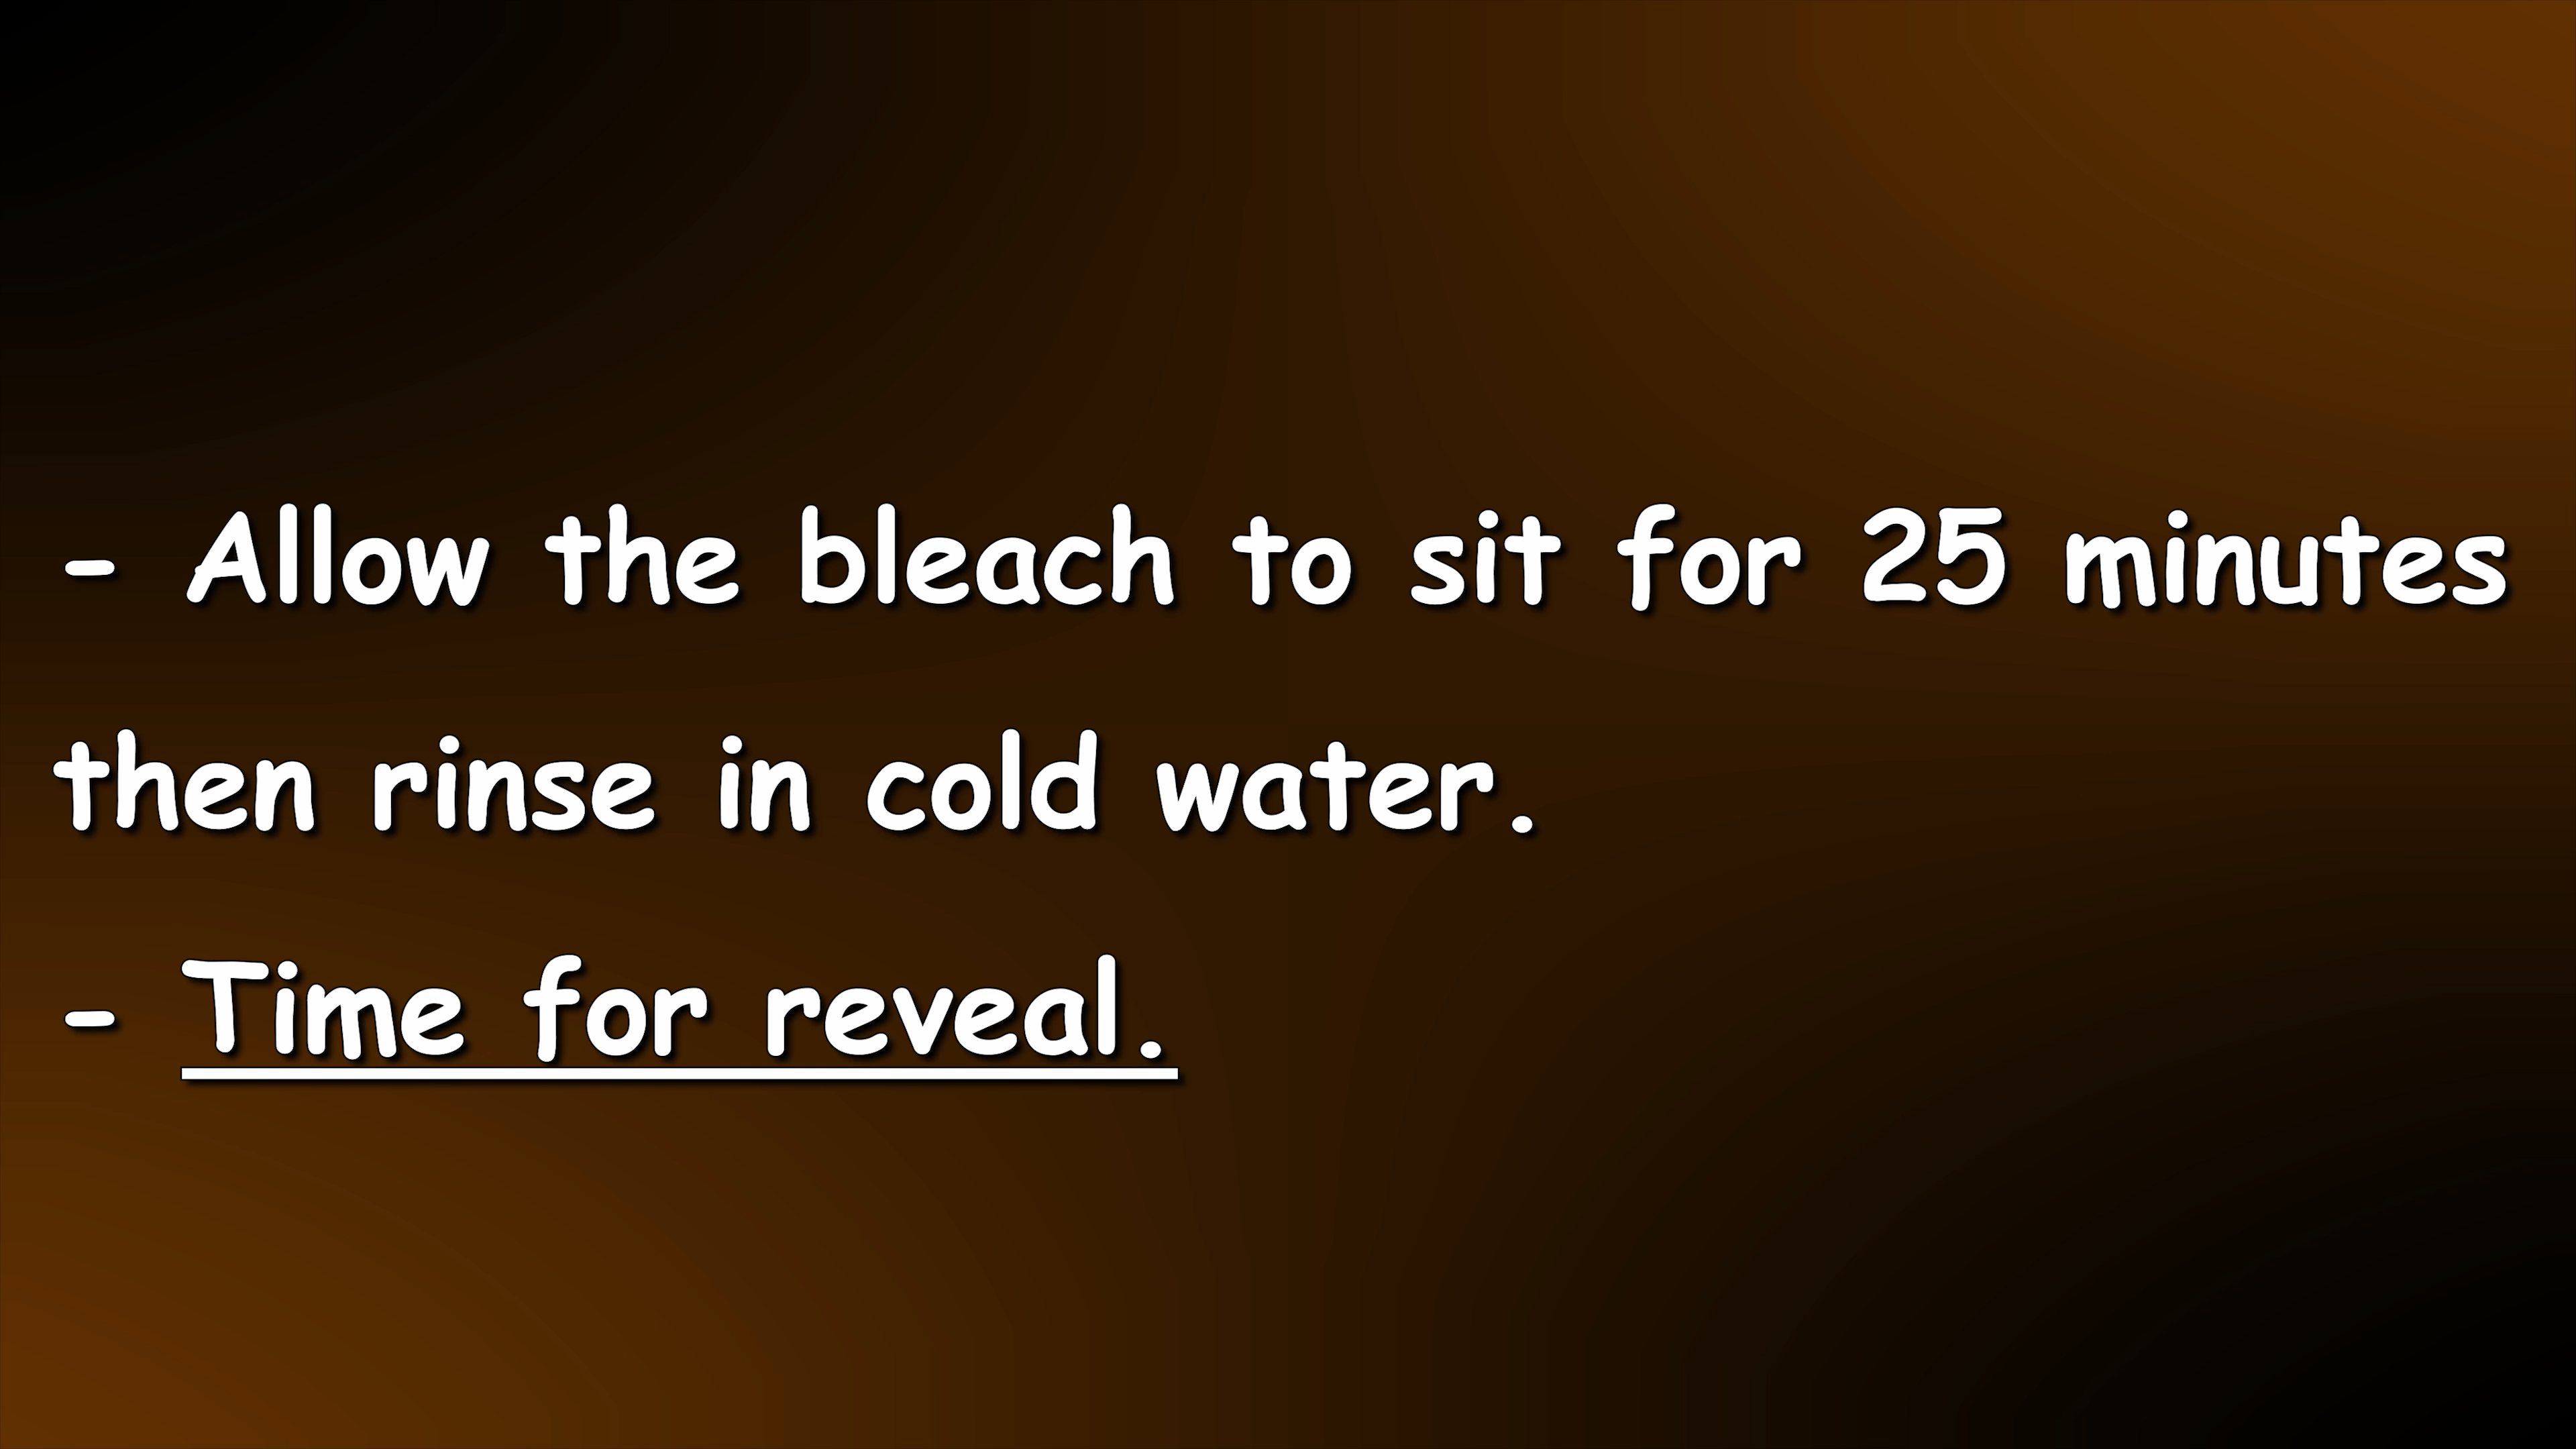 - Allow the bleach to sit for 25 minutes
then rinse in cold water.
- Time for reveal.